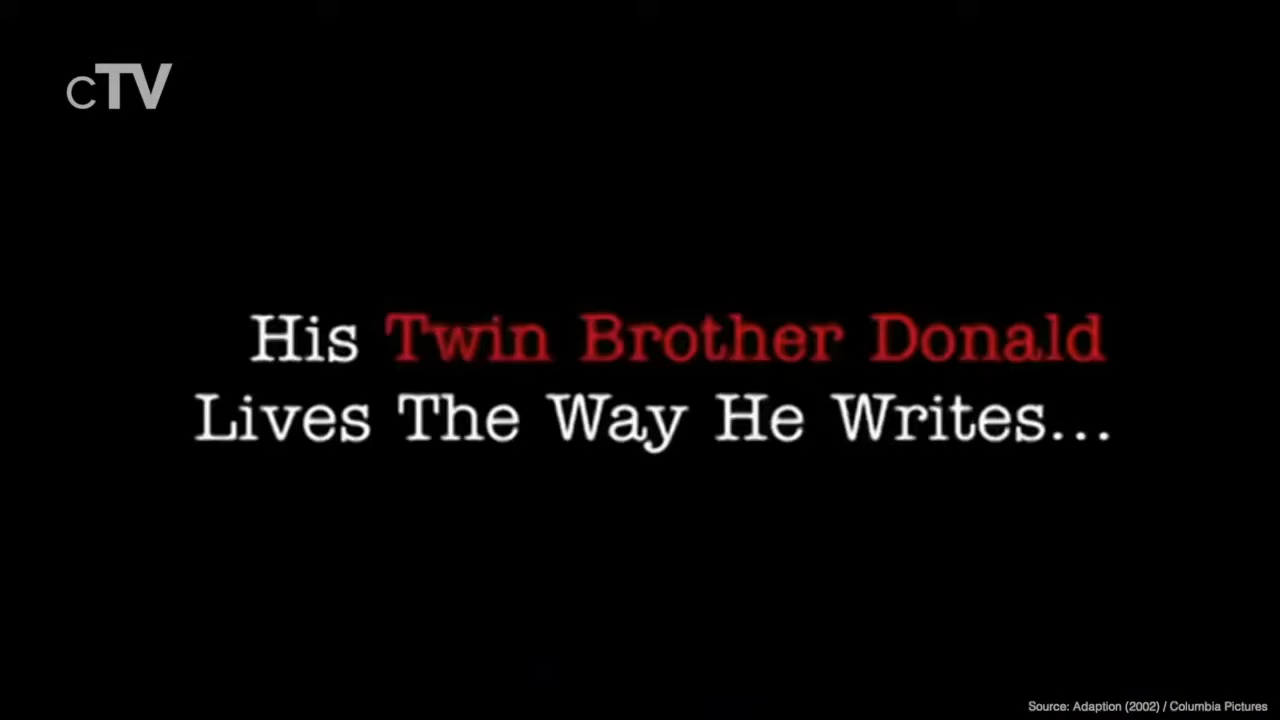 cTV
His Twin Brother Donald
Lives The Way He Writes...
Source: Adaption (2002) / Columbia Pictures